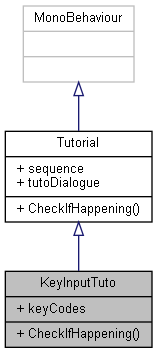 MonoBehaviour
Tutorial
+ sequence
+ tutoDialogue
+ CheckIfHappening()
KeyInputTuto
+ keyCodes
+ CheckIfHappening()